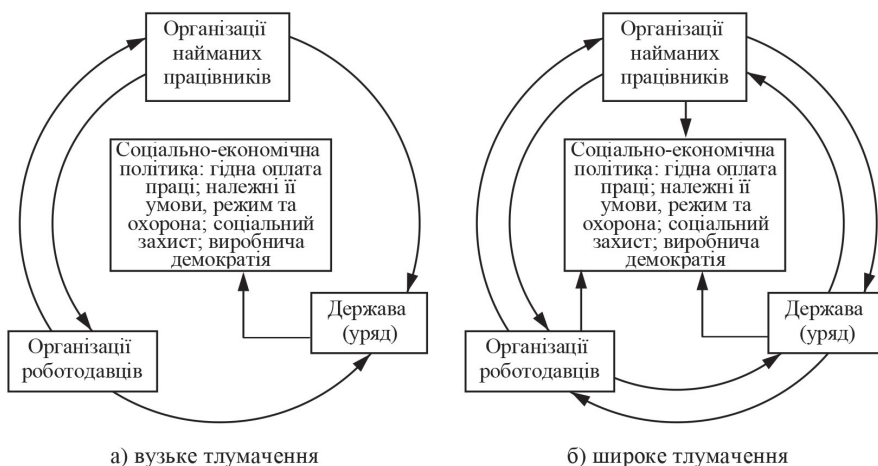 Організації
найманих
працівників
Соціально-економічна
політика: гідна оплата
праці; належні її
умови, режим та
охорона; соціальний
захист; виробнича
демократія
Держава
(уряд)
Організації
роботодавців
а) вузьке тлумачення
Організації
найманих
працівників
Соціально-економічна
політика: гідна оплата
праці; належні її
умови, режим та
охорона; соціальний
захист; виробнича
демократія
Держава
(уряд)
Організації
роботодавців
б) широке тлумачення